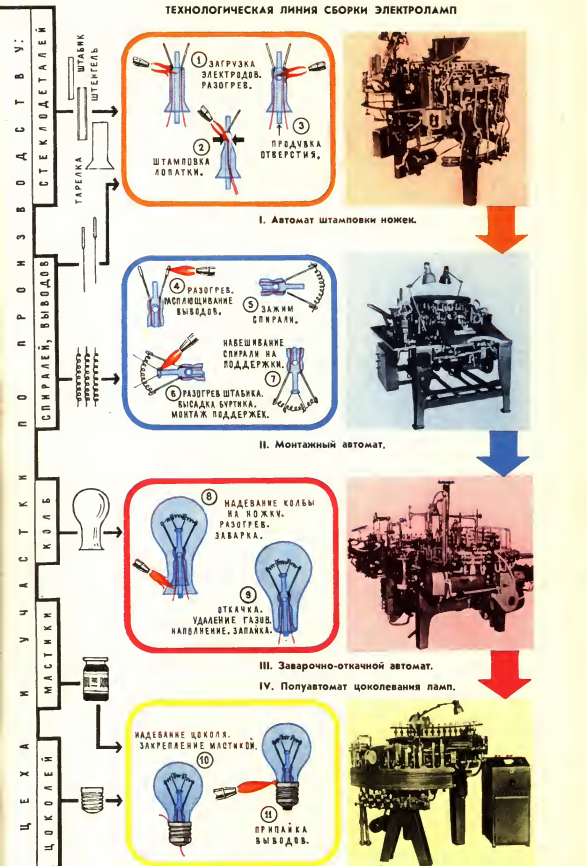 ТЕХНОЛОГИЧЕСКАЯ ЛИНИЯ СБОРКИ ЭЛЕКТРОЛАМП
ЦЕХА И УЧАСТКИ ПО ПРОИЗВОДСТВУ:
СТЕКЛОДЕТАЛЕЙ
ШТАБИК
ШТЕНГЕЛЬ
ТАРЕЛКА
1 ЗАГРУЗКА
ЭЛЕКТРОДОВ.
РАЗОГРЕВ.
2
ШТАМПОВКА
ЛОПАТКИ.
3
ПРОДУВКА
ОТВЕРСТИЯ.
I. Автомат штамповки ножек.
СПИРАЛЕЙ, ВЫВОДОВ
4 РАЗОГРЕВ.
РАСПЛЮЩИВАНИЕ
ВЫВОДОВ.
5 ЗАЖИМ
СПИРАЛИ.
6 РАЗОГРЕВ ШТАБИКА.
ВЫСАДКА БУРТИКА.
МОНТАЖ ПОДДЕРЖЕК.
НАВЕШИВАНИЕ
СПИРАЛИ НА
ПОДДЕРЖКИ.
7
II. Монтажный автомат.
КОЛБ
8
НАДЕВАНИЕ КОЛБЫ
НА НОЖКУ.
РАЗОГРЕВ.
ЗАВАРКА.
9
ОТКАЧКА.
УДАЛЕНИЕ ГАЗОВ.
НАПОЛНЕНИЕ. ЗАПАЙКА.
III. Заварочно-откачной автомат.
МАСТИКИ
IV. Полуавтомат цоколевания ламп.
ЦОКОЛЕЙ
НАДЕВАНИЕ ЦОКОЛЯ.
ЗАКРЕПЛЕНИЕ МАСТИКОЙ.
10
11
ПРИПАЙКА
ВЫВОДОВ.